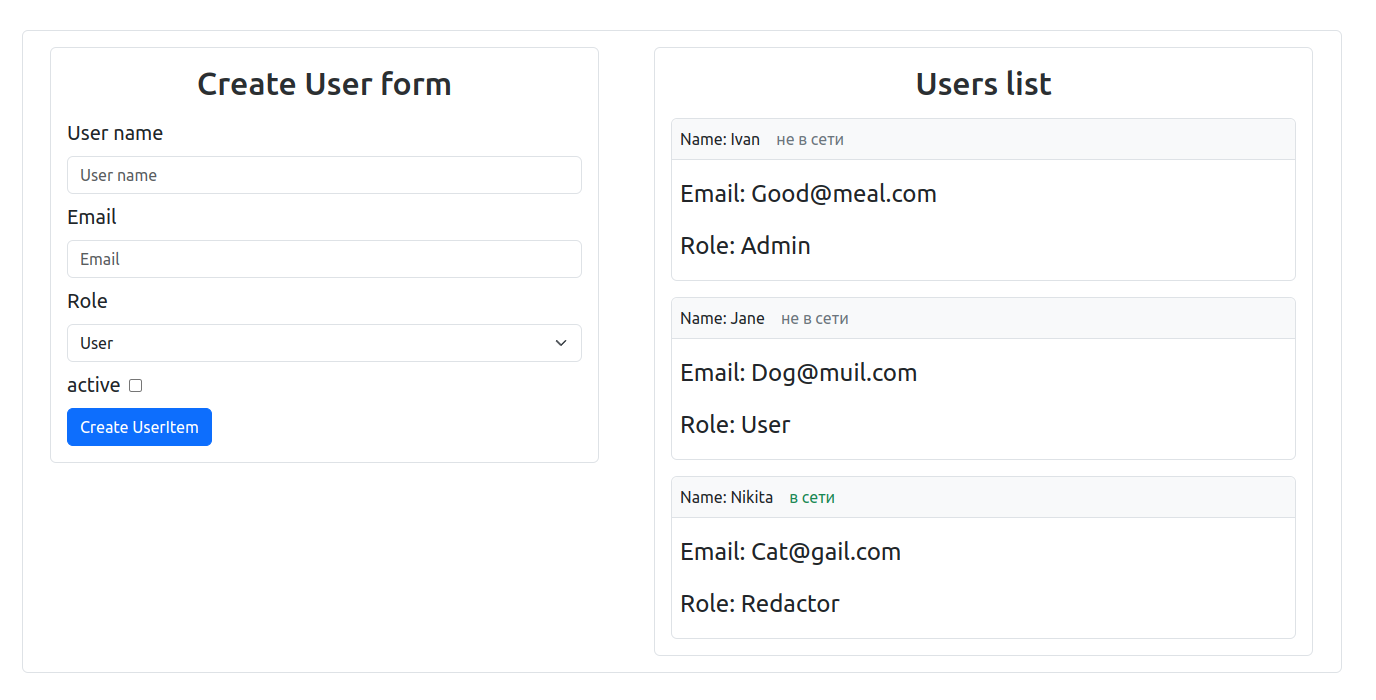 Create User form
User name
User name
Email
Email
Role
User
active
Create UserItem
Users list
Name: Ivan не в сети
Email: Good@meal.com
Role: Admin
Name: Jane не в сети
Email: Dog@muil.com
Role: User
Name: Nikita в сети
Email: Cat@gail.com
Role: Redactor